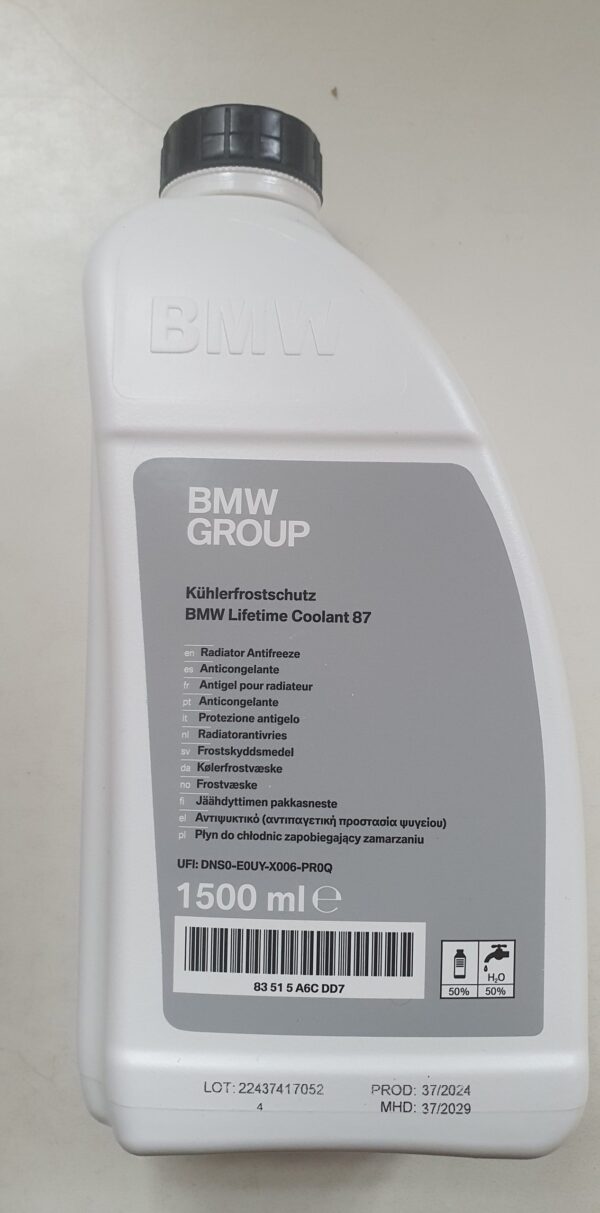 BMW
BMW
GROUP
Kühlerfrostschutz
BMW Lifetime Coolant 87
en Radiator Antifreeze
es Anticongelante
fr Antigel pour radiateur
pt Anticongelante
it Protezione antigelo
nl Radiatorantivries
sv Frostskyddsmedel
da Kølerfrostvæske
no Frostvæske
fi Jäähdyttimen pakkasneste
el Αντιψυκτικό (αντιπαγετική προστασία ψυγείου)
pl Płyn do chłodnic zapobiegający zamarzaniu
UFI: DNS0-E0UY-X006-PR0Q
1500 ml ℮
83 51 5 A6C DD7
H₂O
50% 50%
LOT: 22437417052 PROD: 37/2024
4 MHD: 37/2029